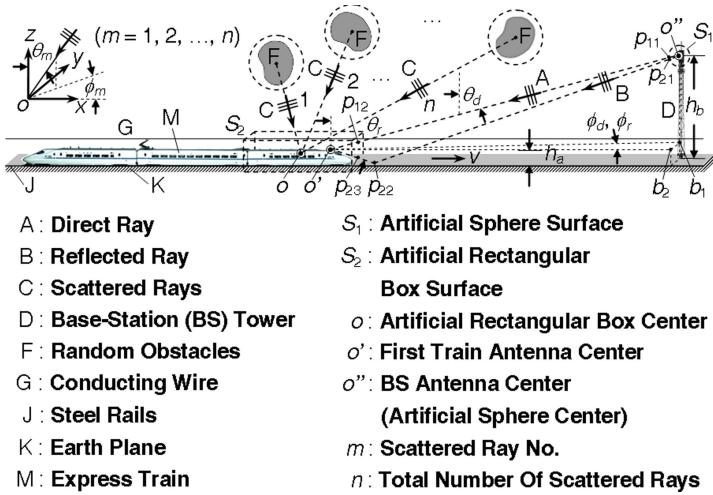 z
θm
(m = 1, 2, ..., n)
y
φm
o
x
F
F
...
F
C
1
C
2
...
C
n
A
B
θd
o''
S1
p11
p21
D
hb
G
M
S2
p12
θr
φd, φr
ha
v
J
K
o
o'
p23
p22
b2
b1
A : Direct Ray
B : Reflected Ray
C : Scattered Rays
D : Base-Station (BS) Tower
F : Random Obstacles
G : Conducting Wire
J : Steel Rails
K : Earth Plane
M : Express Train
S1 : Artificial Sphere Surface
S2 : Artificial Rectangular
Box Surface
o : Artificial Rectangular Box Center
o' : First Train Antenna Center
o'' : BS Antenna Center
(Artificial Sphere Center)
m : Scattered Ray No.
n : Total Number Of Scattered Rays